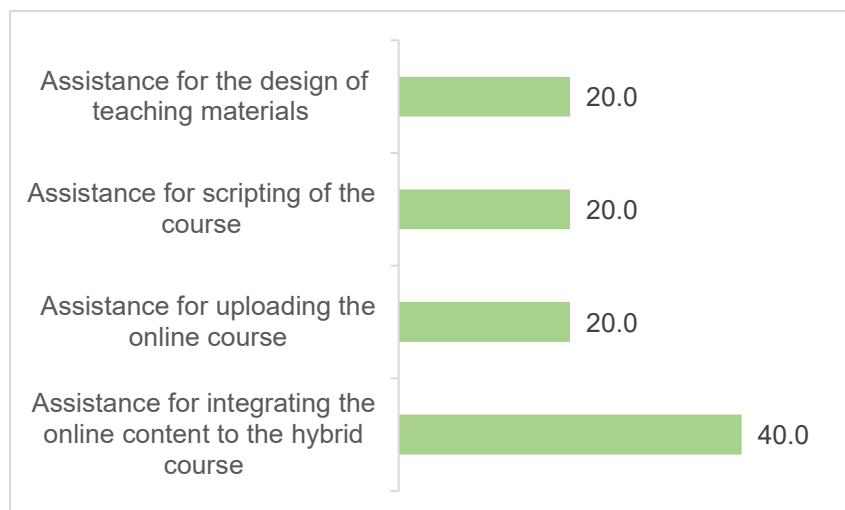 Assistance for the design of
teaching materials
20.0
Assistance for scripting of the
course
20.0
Assistance for uploading the
online course
20.0
Assistance for integrating the
online content to the hybrid
course
40.0